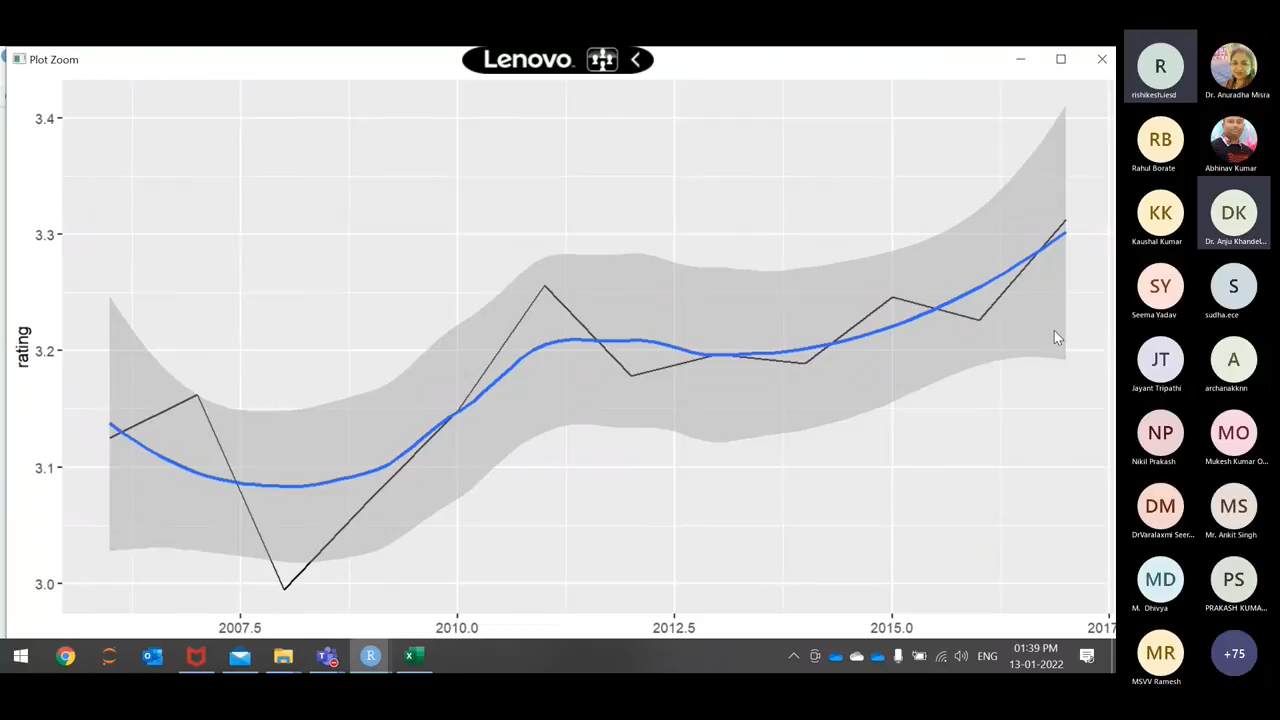 Plot Zoom
Lenovo
3.4
3.3
3.2
3.1
3.0
rating
2007.5
2010.0
2012.5
2015.0
2017
ENG
01:39 PM
13-01-2022
R
rishikesh.iesd
Dr. Anuradha Misra
RB
Rahul Borate
Abhinav Kumar
KK
Kaushal Kumar
DK
Dr. Anju Khandel...
SY
Seema Yadav
S
sudha.ece
JT
Jayant Tripathi
A
archanakknn
NP
Nikil Prakash
MO
Mukesh Kumar O...
DM
DrVaralaxmi Seer...
MS
Mr. Ankit Singh
MD
M. Dhivya
PS
PRAKASH KUMA...
MR
MSVV Ramesh
+75